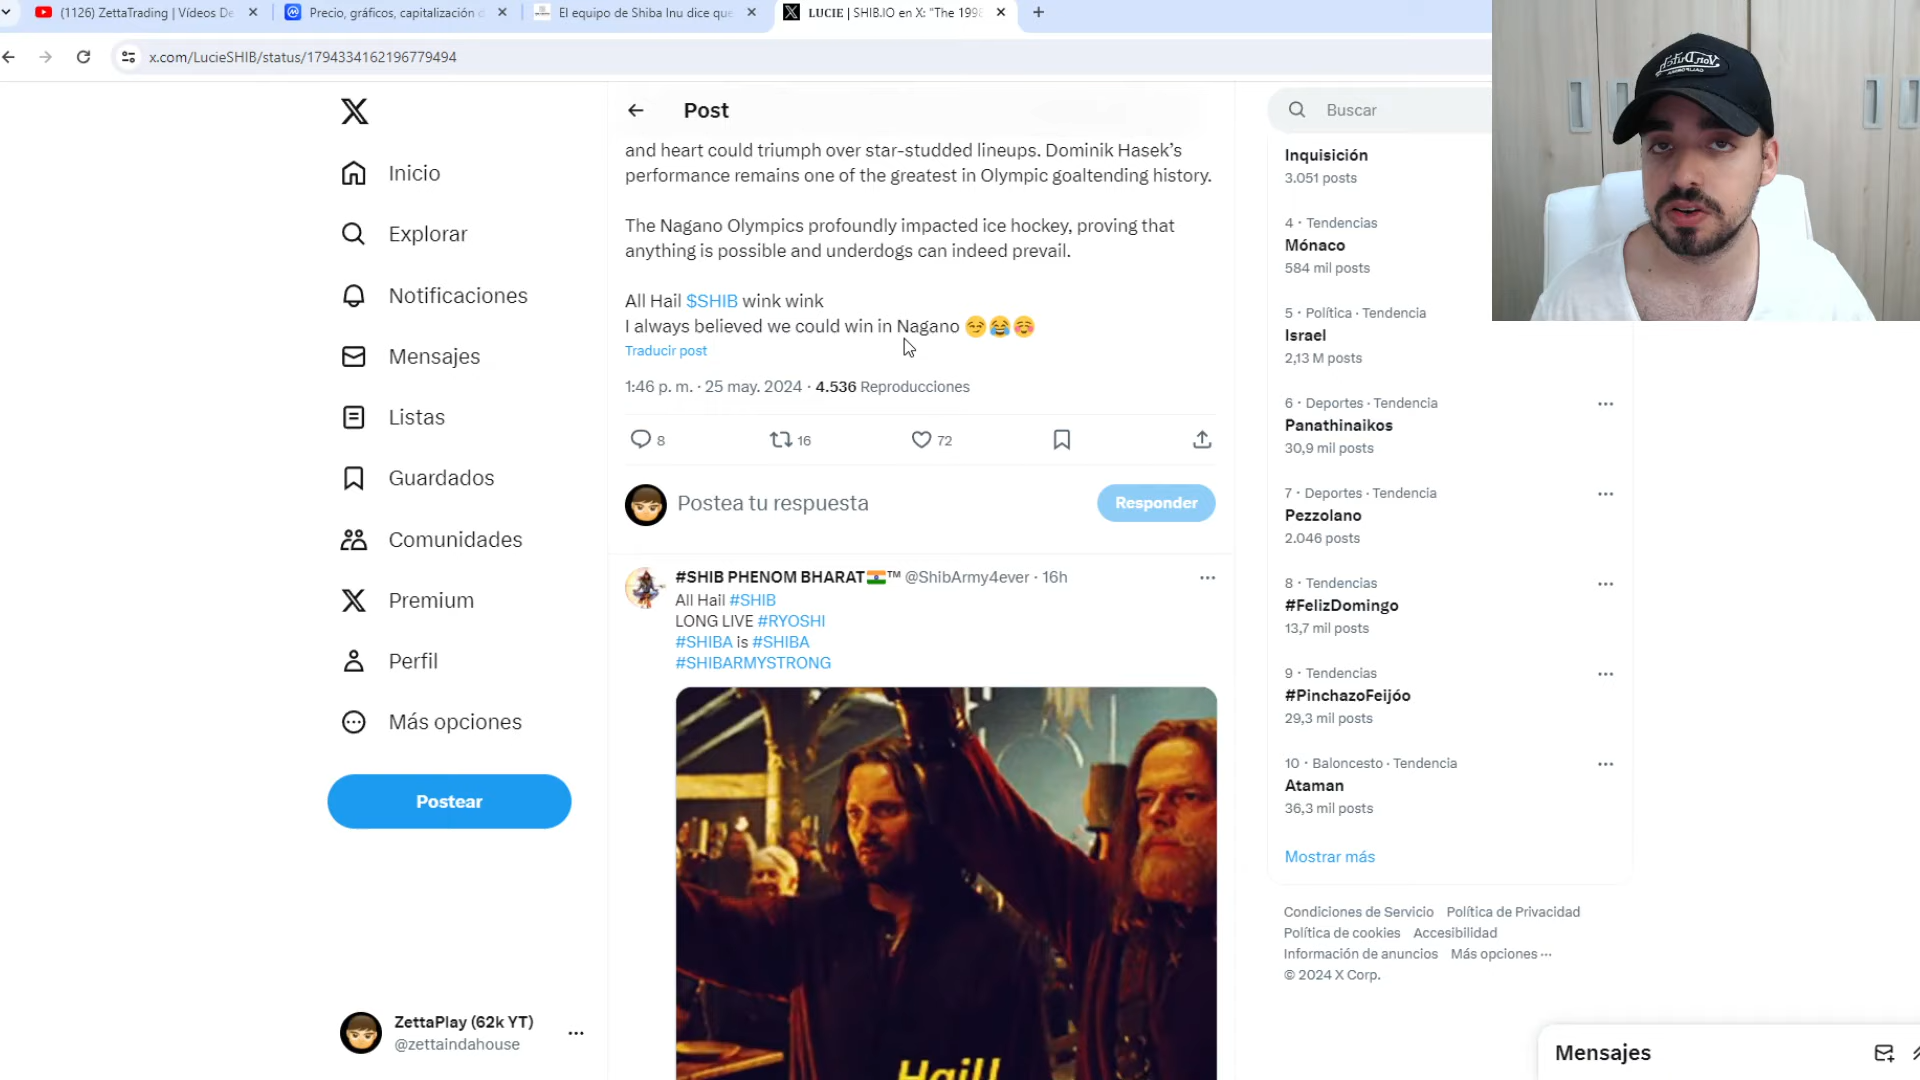 (1126) ZettaTrading | Vídeos De
Precio, gráficos, capitalización d
El equipo de Shiba Inu dice que
LUCIE | SHIB.IO en X: "The 1998
x.com/LucieSHIB/status/1794334162196779494
Inicio
Explorar
Notificaciones
Mensajes
Listas
Guardados
Comunidades
Premium
Perfil
Más opciones
Postear
ZettaPlay (62k YT)
@zettaindahouse
Post
and heart could triumph over star-studded lineups. Dominik Hasek's
performance remains one of the greatest in Olympic goaltending history.
The Nagano Olympics profoundly impacted ice hockey, proving that
anything is possible and underdogs can indeed prevail.
All Hail $SHIB wink wink
I always believed we could win in Nagano 😏😂☺️
Traducir post
1:46 p. m. · 25 may. 2024 · 4.536 Reproducciones
8 16 72
Postea tu respuesta
Responder
#SHIB PHENOM BHARAT🇮🇳™ @ShibArmy4ever · 16h
All Hail #SHIB
LONG LIVE #RYOSHI
#SHIBA is #SHIBA
#SHIBARMYSTRONG
Hail!
Buscar
Inquisición
3.051 posts
4 · Tendencias
Mónaco
584 mil posts
5 · Política · Tendencia
Israel
2,13 M posts
6 · Deportes · Tendencia
Panathinaikos
30,9 mil posts
7 · Deportes · Tendencia
Pezzolano
2.046 posts
8 · Tendencias
#FelizDomingo
13,7 mil posts
9 · Tendencias
#PinchazoFeijóo
29,3 mil posts
10 · Baloncesto · Tendencia
Ataman
36,3 mil posts
Mostrar más
Condiciones de Servicio Política de Privacidad
Política de cookies Accesibilidad
Información de anuncios Más opciones ···
© 2024 X Corp.
Mensajes